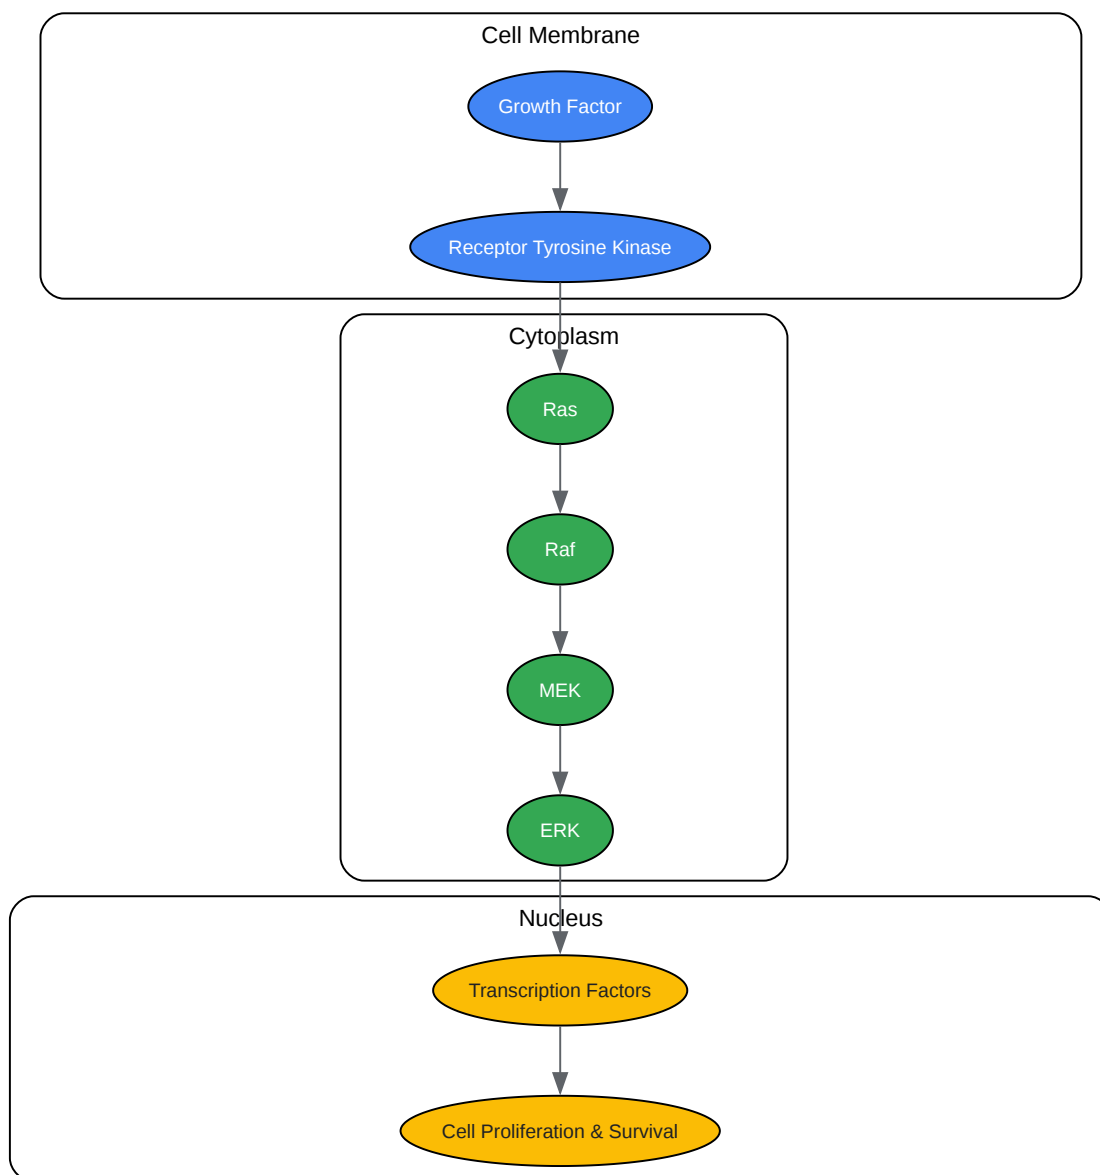 Cell Membrane
Growth Factor
Receptor Tyrosine Kinase
Cytoplasm
Ras
Raf
MEK
ERK
Nucleus
Transcription Factors
Cell Proliferation & Survival